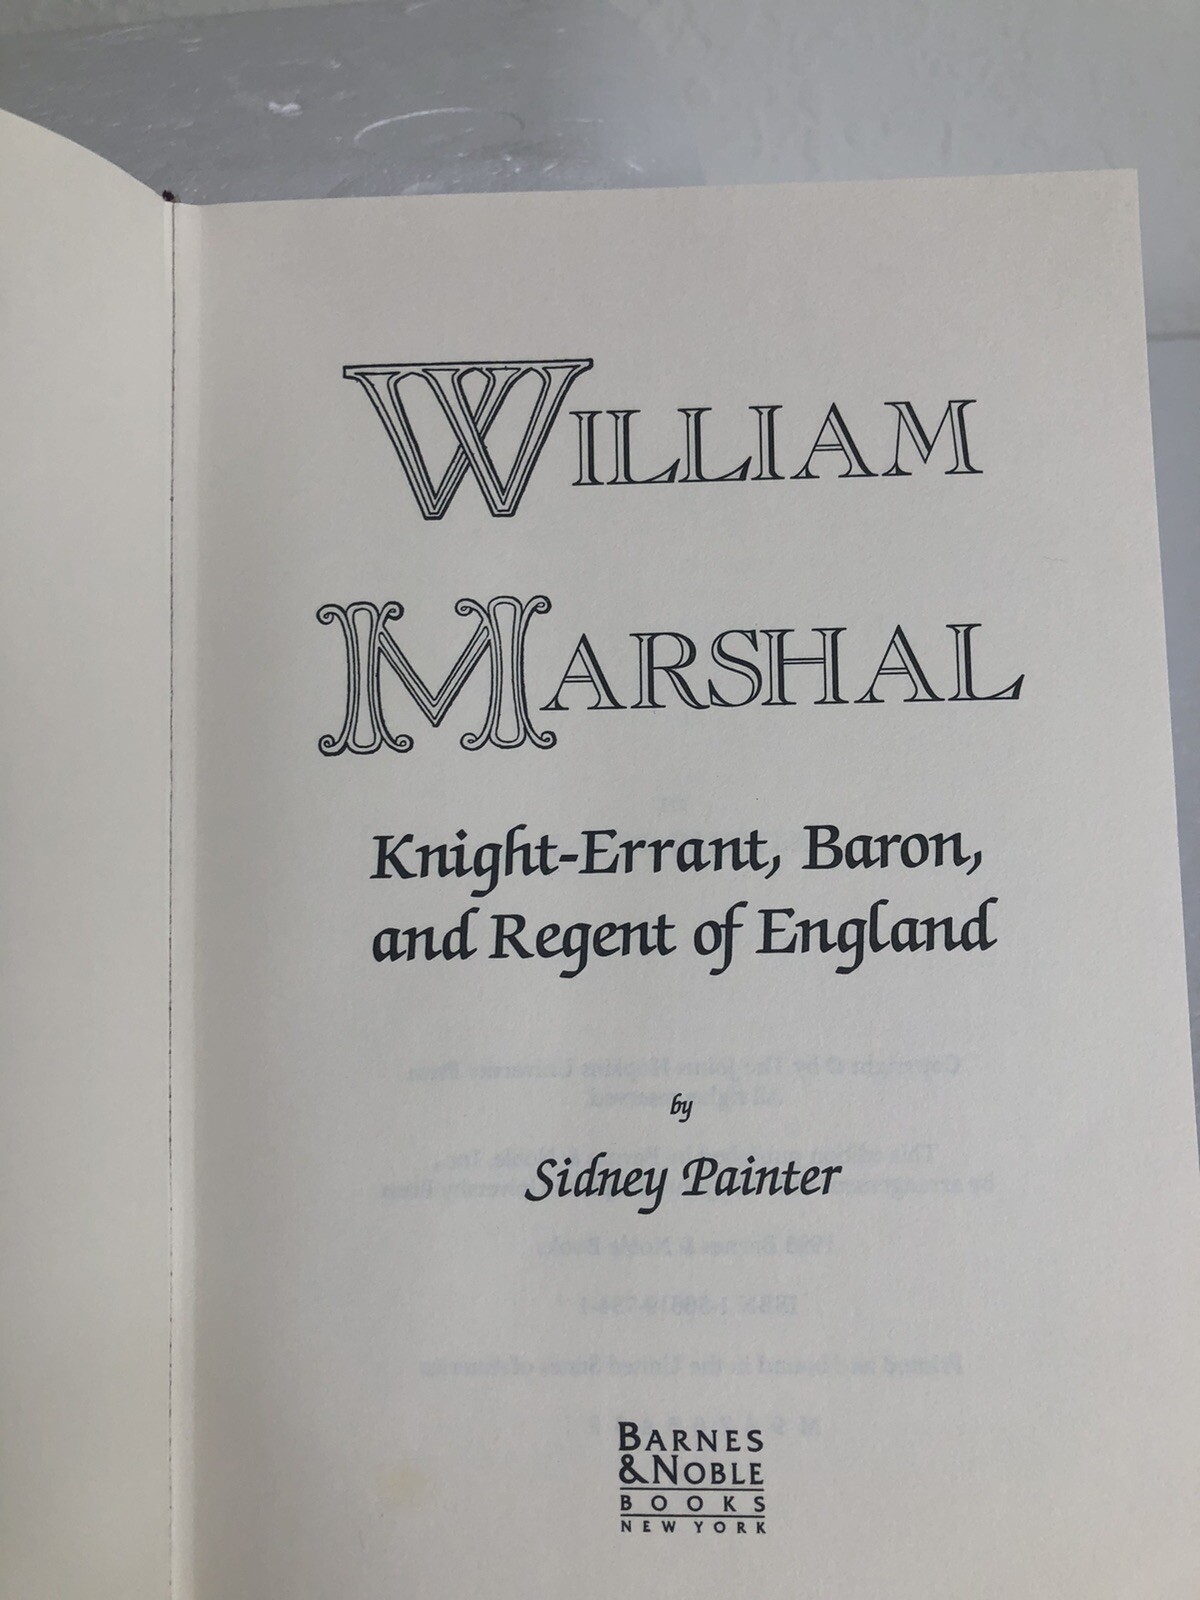 WILLIAM
MARSHAL
Knight-Errant, Baron,
and Regent of England
by
Sidney Painter
BARNES
& NOBLE
BOOKS
NEW YORK